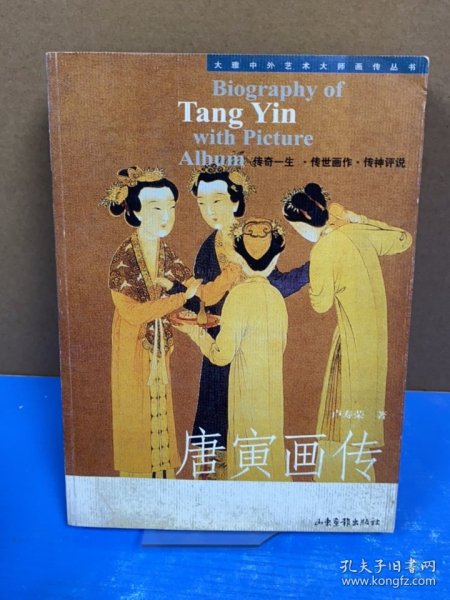 大雅中外艺术大师画传丛书
Biography of
Tang Yin
with Picture
Album 传奇一生·传世画作·传神评说
卢寿荣 著
唐寅画传
山东画报出版社
孔夫子旧书网
www.kongfz.com